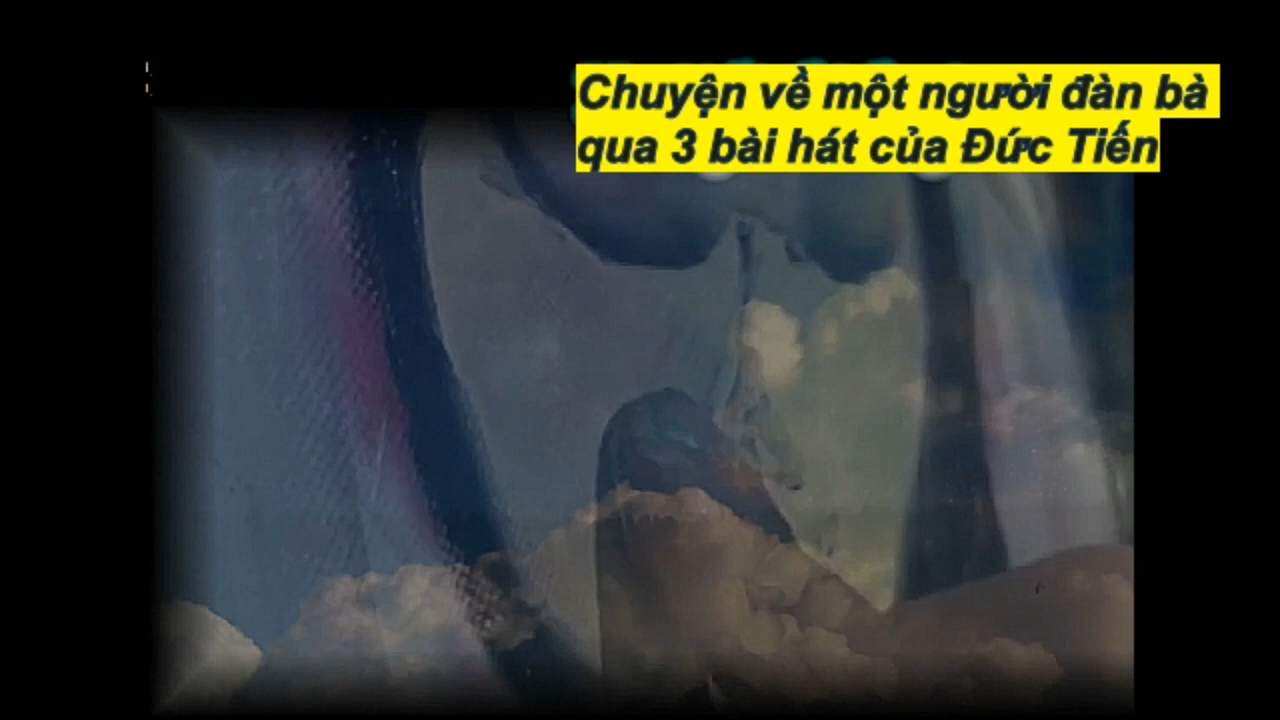 Chuyện về một người đàn bà
qua 3 bài hát của Đức Tiến